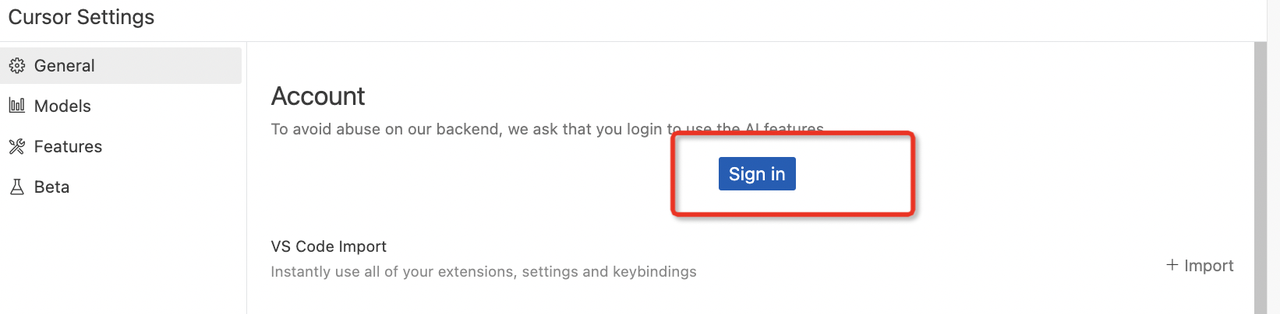 Cursor Settings
General
Models
Features
Beta
Account
To avoid abuse on our backend, we ask that you login to use the AI features
Sign in
VS Code Import
Instantly use all of your extensions, settings and keybindings
+ Import